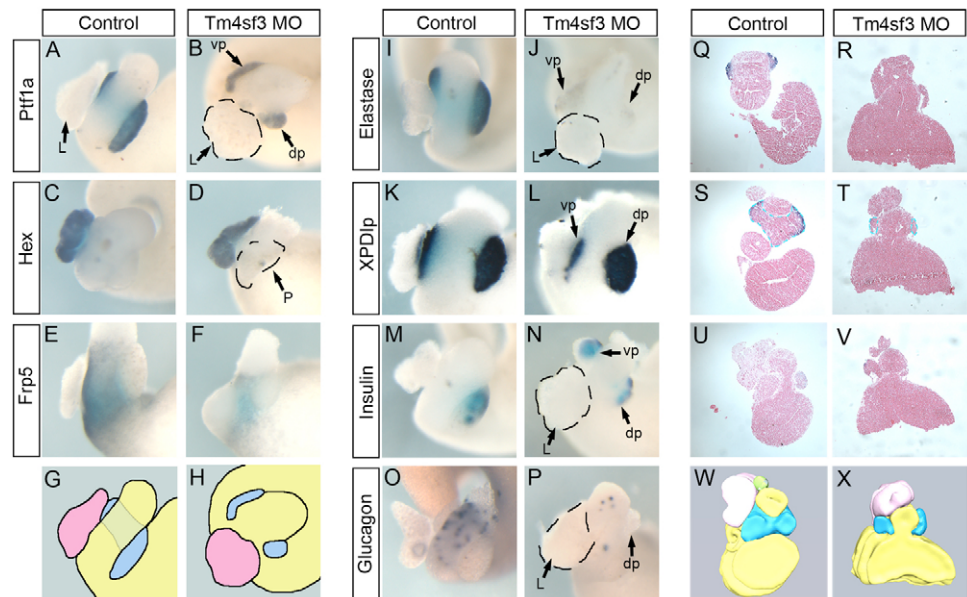 Control Tm4sf3 MO Control Tm4sf3 MO Control Tm4sf3 MO
Ptf1a A L B vp L dp
Elastase I J vp dp L
Q R
Hex C D P
XPDIp K L vp dp
S T
Frp5 E F
Insulin M N vp L dp
U V
G H
Glucagon O P L dp
W X